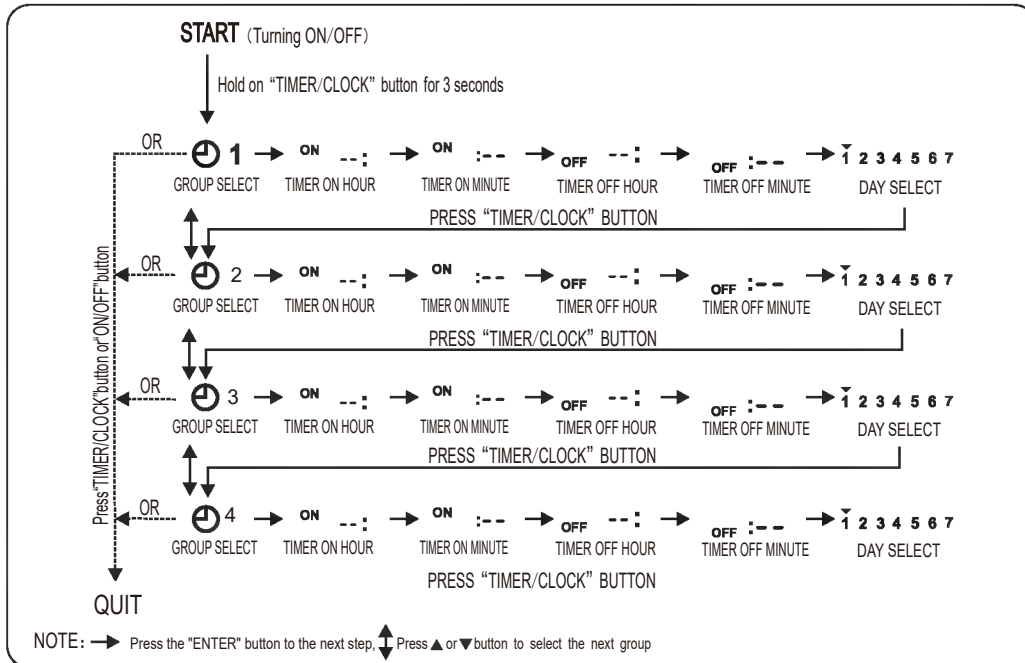 START (Turning ON/OFF)
Hold on “TIMER/CLOCK” button for 3 seconds
OR 1 ON --: ON :-- OFF --: OFF :-- 1 2 3 4 5 6 7
GROUP SELECT TIMER ON HOUR TIMER ON MINUTE TIMER OFF HOUR TIMER OFF MINUTE DAY SELECT
PRESS “TIMER/CLOCK” BUTTON
OR 2 ON --: ON :-- OFF --: OFF :-- 1 2 3 4 5 6 7
GROUP SELECT TIMER ON HOUR TIMER ON MINUTE TIMER OFF HOUR TIMER OFF MINUTE DAY SELECT
PRESS “TIMER/CLOCK” BUTTON
OR 3 ON --: ON :-- OFF --: OFF :-- 1 2 3 4 5 6 7
GROUP SELECT TIMER ON HOUR TIMER ON MINUTE TIMER OFF HOUR TIMER OFF MINUTE DAY SELECT
PRESS “TIMER/CLOCK” BUTTON
OR 4 ON --: ON :-- OFF --: OFF :-- 1 2 3 4 5 6 7
GROUP SELECT TIMER ON HOUR TIMER ON MINUTE TIMER OFF HOUR TIMER OFF MINUTE DAY SELECT
PRESS “TIMER/CLOCK” BUTTON
Press“TIMER/CLOCK”button or“ON/OFF”button
QUIT
NOTE: → Press the "ENTER" button to the next step, ↕ Press ▲ or ▼ button to select the next group